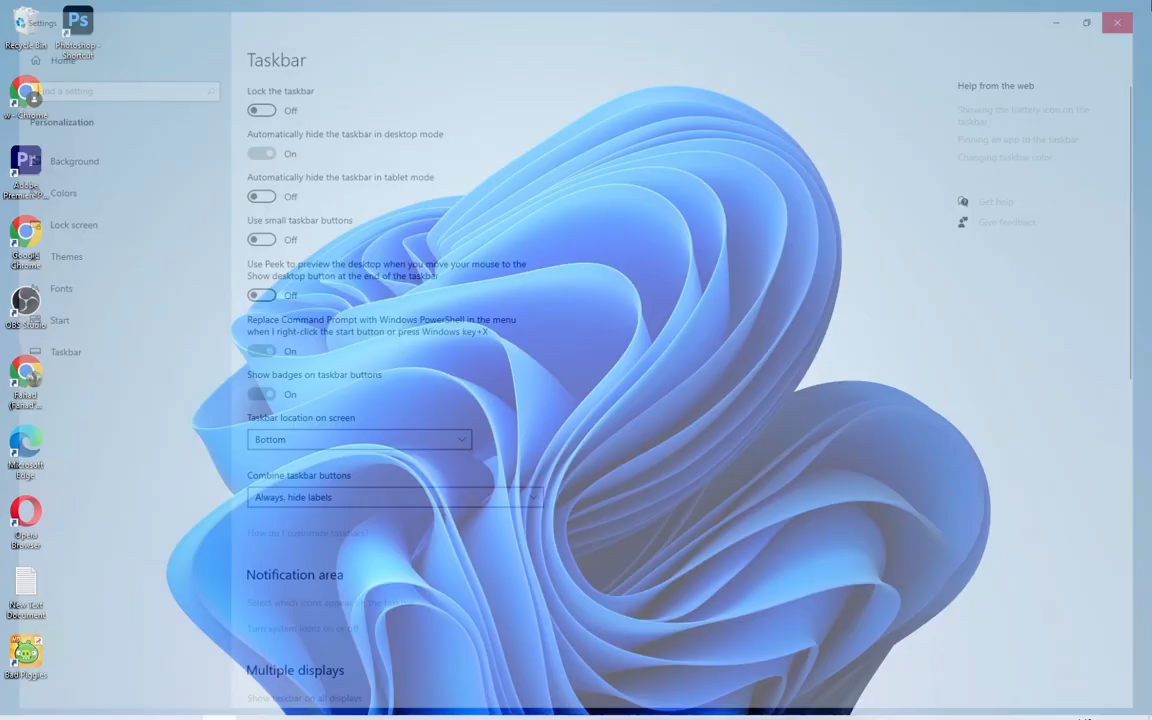 Settings
Recycle Bin
Photoshop - Shortcut
Home
Find a setting
w - Chrome
Personalization
Background
Adobe Premiere P...
Colors
Lock screen
Google Chrome
Themes
Fonts
OBS Studio
Start
Taskbar
Fahad (Fahad'...
Microsoft Edge
Opera Browser
New Text Document
Bad Piggies
Taskbar
Lock the taskbar
Off
Automatically hide the taskbar in desktop mode
On
Automatically hide the taskbar in tablet mode
Off
Use small taskbar buttons
Off
Use Peek to preview the desktop when you move your mouse to the
Show desktop button at the end of the taskbar
Off
Replace Command Prompt with Windows PowerShell in the menu
when I right-click the start button or press Windows key+X
On
Show badges on taskbar buttons
On
Taskbar location on screen
Bottom
Combine taskbar buttons
Always, hide labels
How do I customize taskbars?
Notification area
Select which icons appear on the taskbar
Turn system icons on or off
Multiple displays
Show taskbar on all displays
Help from the web
Showing the battery icon on the
taskbar
Pinning an app to the taskbar
Changing taskbar color
Get help
Give feedback